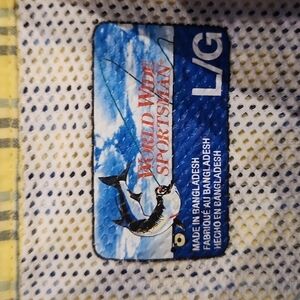 WORLD WIDE
SPORTSMAN
L/G
MADE IN BANGLADESH
FABRIQUÉ AU BANGLADESH
HECHO EN BANGLADESH